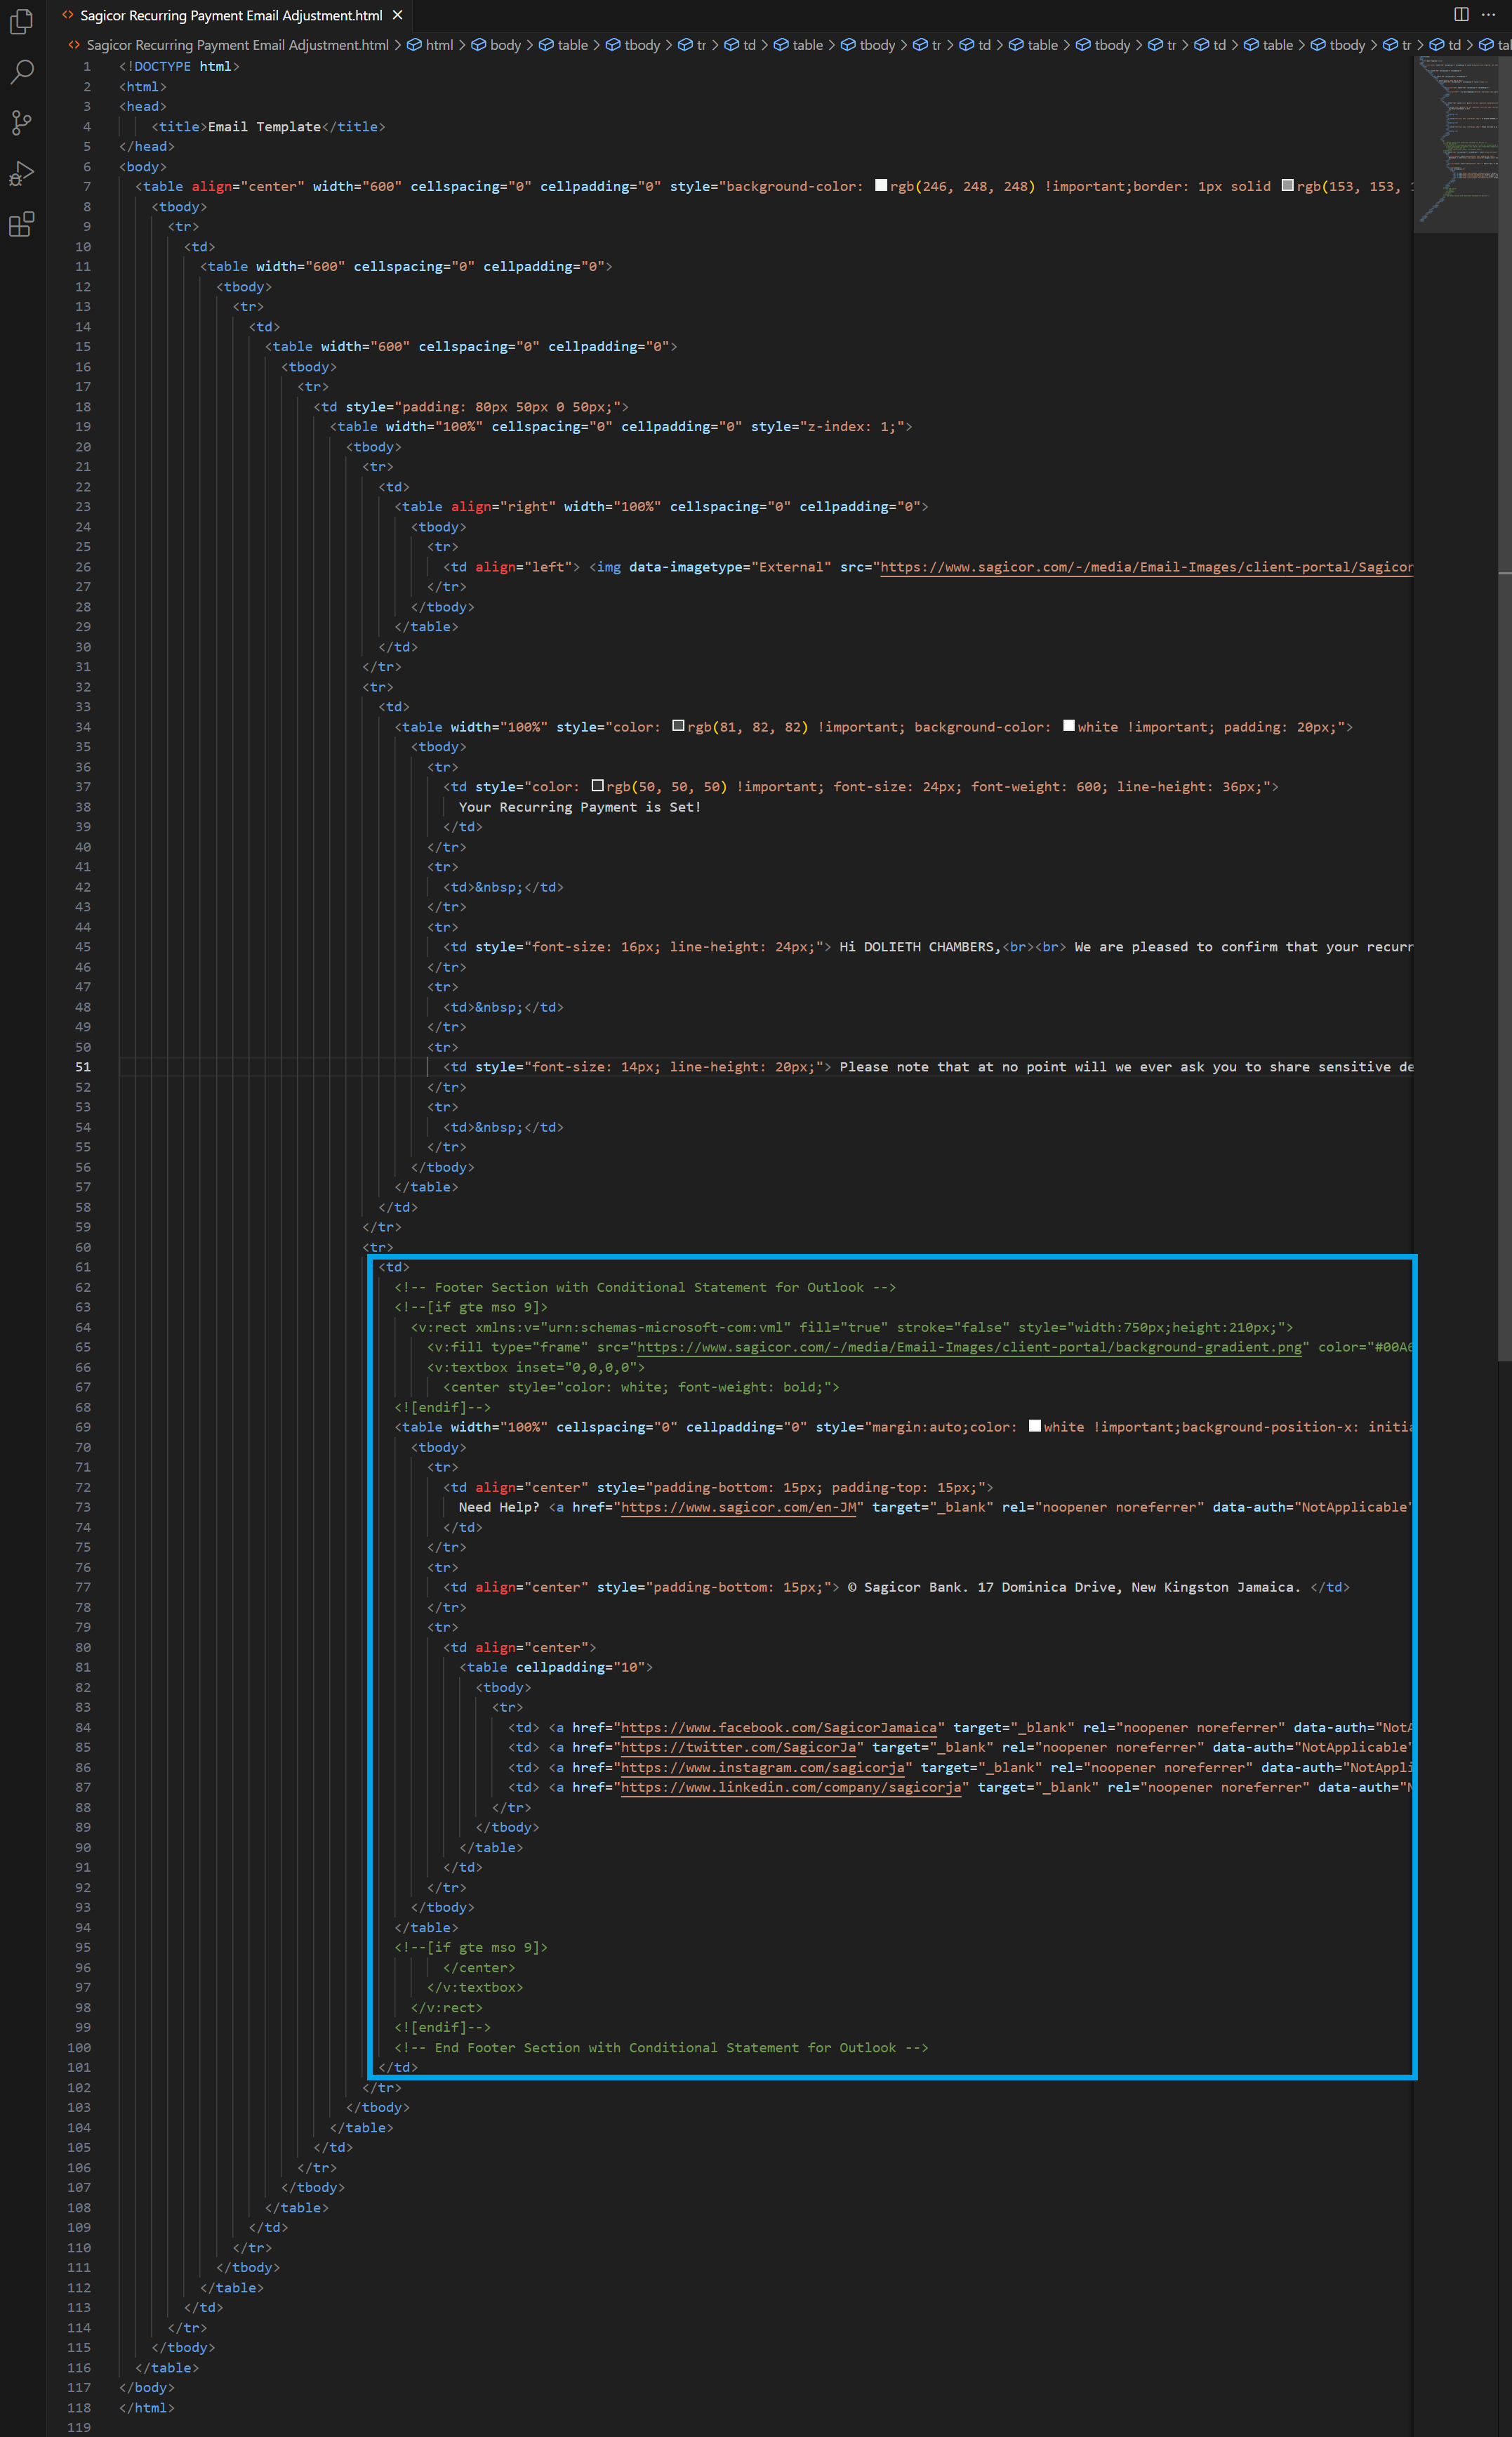 Sagicor Recurring Payment Email Adjustment.html
Sagicor Recurring Payment Email Adjustment.html > html > body > table > tbody > tr > td > table > tbody > tr > td > table > tbody > tr > td > table > tbody > tr > td > tal
1 <!DOCTYPE html>
2 <html>
3 <head>
4 <title>Email Template</title>
5 </head>
6 <body>
7 <table align="center" width="600" cellspacing="0" cellpadding="0" style="background-color: rgb(246, 248, 248) !important;border: 1px solid rgb(153, 153, 1
8 <tbody>
9 <tr>
10 <td>
11 <table width="600" cellspacing="0" cellpadding="0">
12 <tbody>
13 <tr>
14 <td>
15 <table width="600" cellspacing="0" cellpadding="0">
16 <tbody>
17 <tr>
18 <td style="padding: 80px 50px 0 50px;">
19 <table width="100%" cellspacing="0" cellpadding="0" style="z-index: 1;">
20 <tbody>
21 <tr>
22 <td>
23 <table align="right" width="100%" cellspacing="0" cellpadding="0">
24 <tbody>
25 <tr>
26 <td align="left"> <img data-imagetype="External" src="https://www.sagicor.com/-/media/Email-Images/client-portal/Sagicor
27 </tr>
28 </tbody>
29 </table>
30 </td>
31 </tr>
32 <tr>
33 <td>
34 <table width="100%" style="color: rgb(81, 82, 82) !important; background-color: white !important; padding: 20px;">
35 <tbody>
36 <tr>
37 <td style="color: rgb(50, 50, 50) !important; font-size: 24px; font-weight: 600; line-height: 36px;">
38 Your Recurring Payment is Set!
39 </td>
40 </tr>
41 <tr>
42 <td>&nbsp;</td>
43 </tr>
44 <tr>
45 <td style="font-size: 16px; line-height: 24px;"> Hi DOLIETH CHAMBERS,<br><br> We are pleased to confirm that your recurr
46 </tr>
47 <tr>
48 <td>&nbsp;</td>
49 </tr>
50 <tr>
51 <td style="font-size: 14px; line-height: 20px;"> Please note that at no point will we ever ask you to share sensitive de
52 </tr>
53 <tr>
54 <td>&nbsp;</td>
55 </tr>
56 </tbody>
57 </table>
58 </td>
59 </tr>
60 <tr>
61 <td>
62 <!-- Footer Section with Conditional Statement for Outlook -->
63 <!--[if gte mso 9]>
64 <v:rect xmlns:v="urn:schemas-microsoft-com:vml" fill="true" stroke="false" style="width:750px;height:210px;">
65 <v:fill type="frame" src="https://www.sagicor.com/-/media/Email-Images/client-portal/background-gradient.png" color="#00A6
66 <v:textbox inset="0,0,0,0">
67 <center style="color: white; font-weight: bold;">
68 <![endif]-->
69 <table width="100%" cellspacing="0" cellpadding="0" style="margin:auto;color: white !important;background-position-x: initia
70 <tbody>
71 <tr>
72 <td align="center" style="padding-bottom: 15px; padding-top: 15px;">
73 Need Help? <a href="https://www.sagicor.com/en-JM" target="_blank" rel="noopener noreferrer" data-auth="NotApplicable"
74 </td>
75 </tr>
76 <tr>
77 <td align="center" style="padding-bottom: 15px;"> © Sagicor Bank. 17 Dominica Drive, New Kingston Jamaica. </td>
78 </tr>
79 <tr>
80 <td align="center">
81 <table cellpadding="10">
82 <tbody>
83 <tr>
84 <td> <a href="https://www.facebook.com/SagicorJamaica" target="_blank" rel="noopener noreferrer" data-auth="NotA
85 <td> <a href="https://twitter.com/SagicorJa" target="_blank" rel="noopener noreferrer" data-auth="NotApplicable"
86 <td> <a href="https://www.instagram.com/sagicorja" target="_blank" rel="noopener noreferrer" data-auth="NotAppli
87 <td> <a href="https://www.linkedin.com/company/sagicorja" target="_blank" rel="noopener noreferrer" data-auth="N
88 </tr>
89 </tbody>
90 </table>
91 </td>
92 </tr>
93 </tbody>
94 </table>
95 <!--[if gte mso 9]>
96 </center>
97 </v:textbox>
98 </v:rect>
99 <![endif]-->
100 <!-- End Footer Section with Conditional Statement for Outlook -->
101 </td>
102 </tr>
103 </tbody>
104 </table>
105 </td>
106 </tr>
107 </tbody>
108 </table>
109 </td>
110 </tr>
111 </tbody>
112 </table>
113 </td>
114 </tr>
115 </tbody>
116 </table>
117 </body>
118 </html>
119